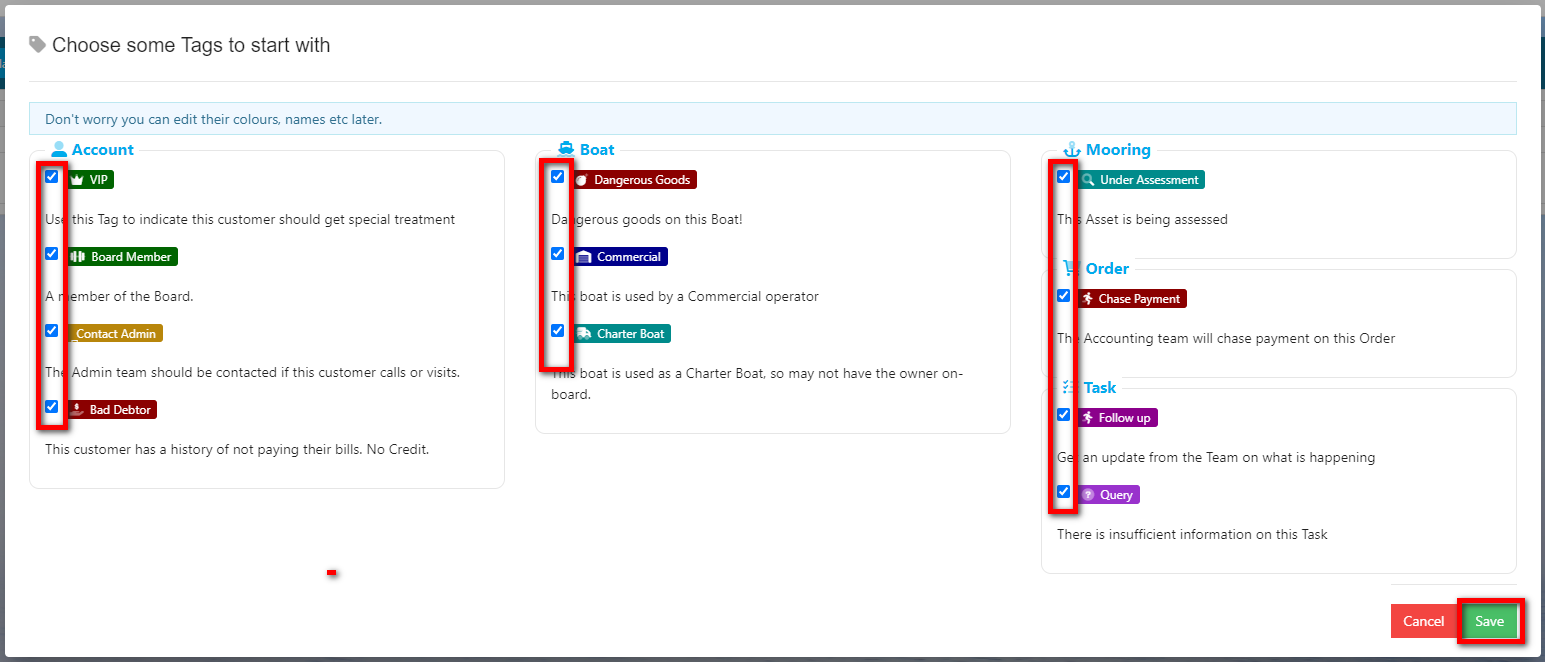 Choose some Tags to start with
Don't worry you can edit their colours, names etc later.
Account
VIP
Use this Tag to indicate this customer should get special treatment
Board Member
A member of the Board.
Contact Admin
The Admin team should be contacted if this customer calls or visits.
Bad Debtor
This customer has a history of not paying their bills. No Credit.
Boat
Dangerous Goods
Dangerous goods on this Boat!
Commercial
This boat is used by a Commercial operator
Charter Boat
This boat is used as a Charter Boat, so may not have the owner on-
board.
Mooring
Under Assessment
This Asset is being assessed
Order
Chase Payment
The Accounting team will chase payment on this Order
Task
Follow up
Get an update from the Team on what is happening
Query
There is insufficient information on this Task
Cancel
Save